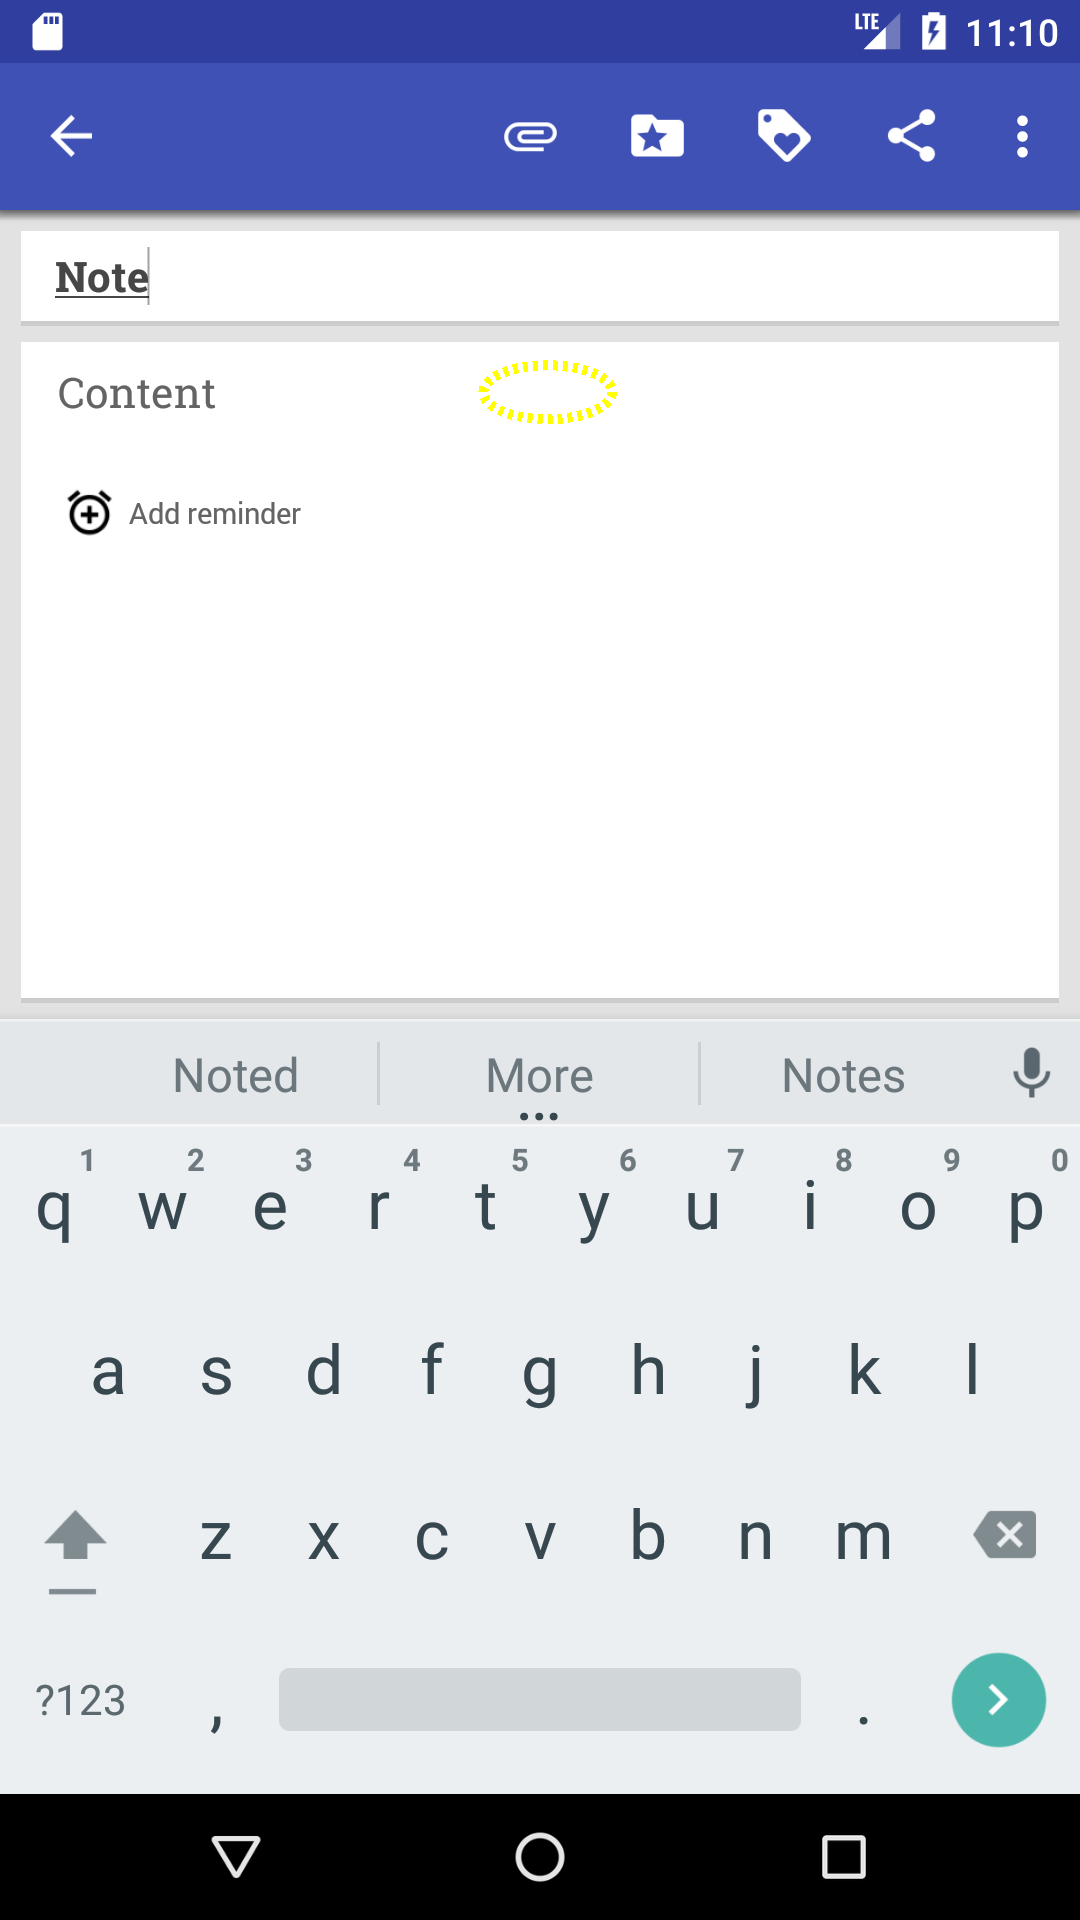 LTE 11:10
Note
Content
Add reminder
Noted More Notes
1 2 3 4 5 6 7 8 9 0
q w e r t y u i o p
a s d f g h j k l
z x c v b n m
?123 , .